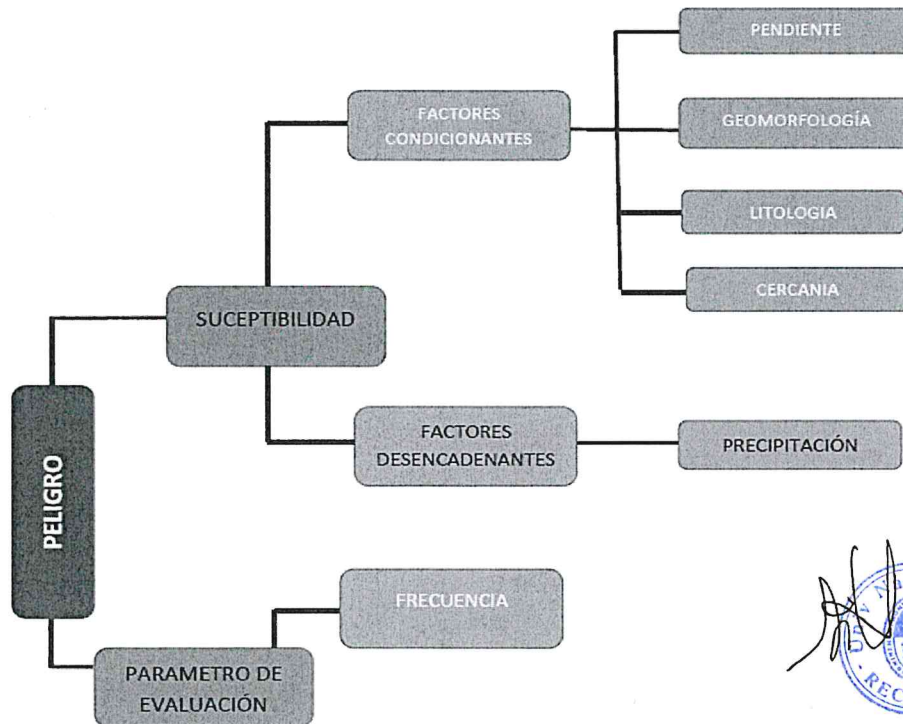 PENDIENTE
FACTORES
CONDICIONANTES
GEOMORFOLOGÍA
LITOLOGIA
CERCANIA
SUCEPTIBILIDAD
FACTORES
DESENCADENANTES
PRECIPITACIÓN
PELIGRO
FRECUENCIA
PARAMETRO DE
EVALUACIÓN